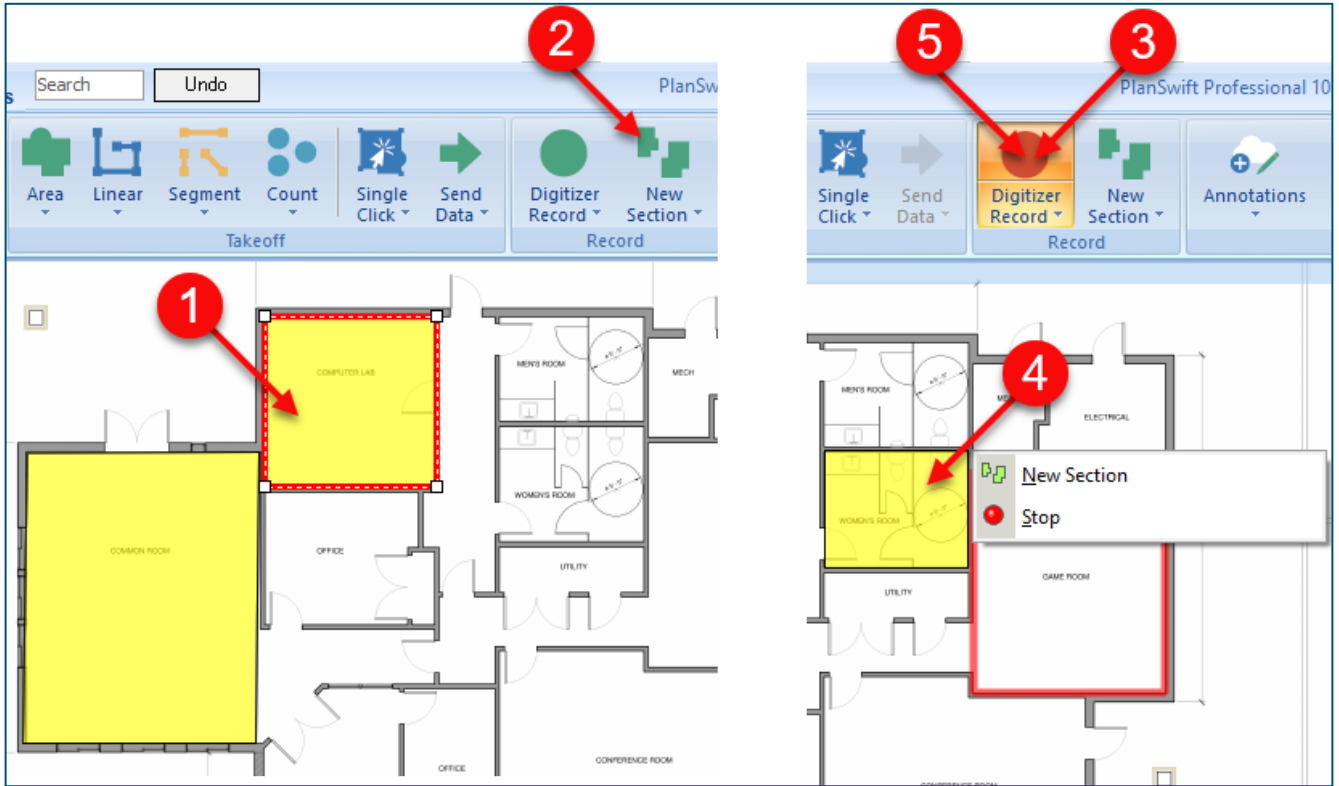 2
5
3
s
Search
Undo
PlanSw
PlanSwift Professional 10
Area
Linear
Segment
Count
Single
Click
Send
Data
Digitizer
Record
New
Section
Takeoff
Record
Single
Click
Send
Data
Digitizer
Record
New
Section
Annotations
Record
1
COMPUTER LAB
MEN'S ROOM
MECH
WOMEN'S ROOM
COMMON ROOM
OFFICE
UTILITY
OFFICE
CONFERENCE ROOM
4
MEN'S ROOM
ELECTRICAL
New Section
Stop
WOMEN'S ROOM
GAME ROOM
UTILITY
CONFERENCE ROOM